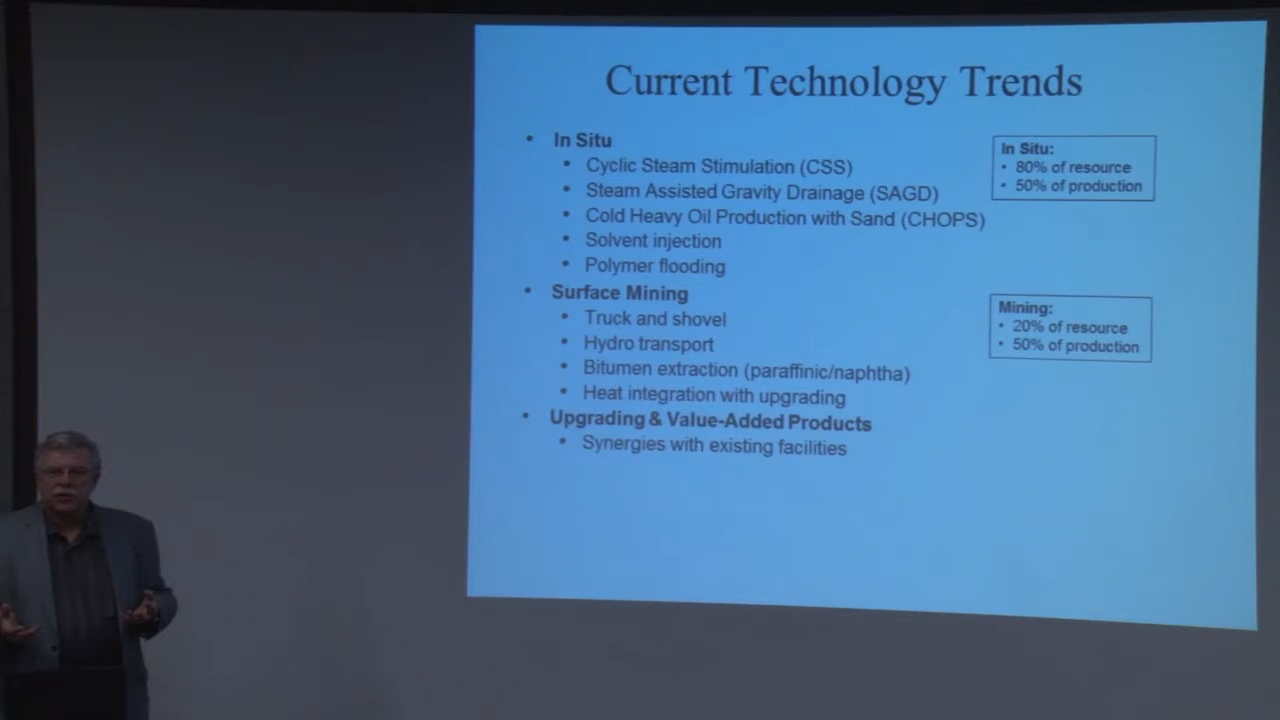 Current Technology Trends
• In Situ
• Cyclic Steam Stimulation (CSS)
• Steam Assisted Gravity Drainage (SAGD)
• Cold Heavy Oil Production with Sand (CHOPS)
• Solvent injection
• Polymer flooding
In Situ:
• 80% of resource
• 50% of production
• Surface Mining
• Truck and shovel
• Hydro transport
• Bitumen extraction (paraffinic/naphtha)
• Heat integration with upgrading
Mining:
• 20% of resource
• 50% of production
• Upgrading & Value-Added Products
• Synergies with existing facilities